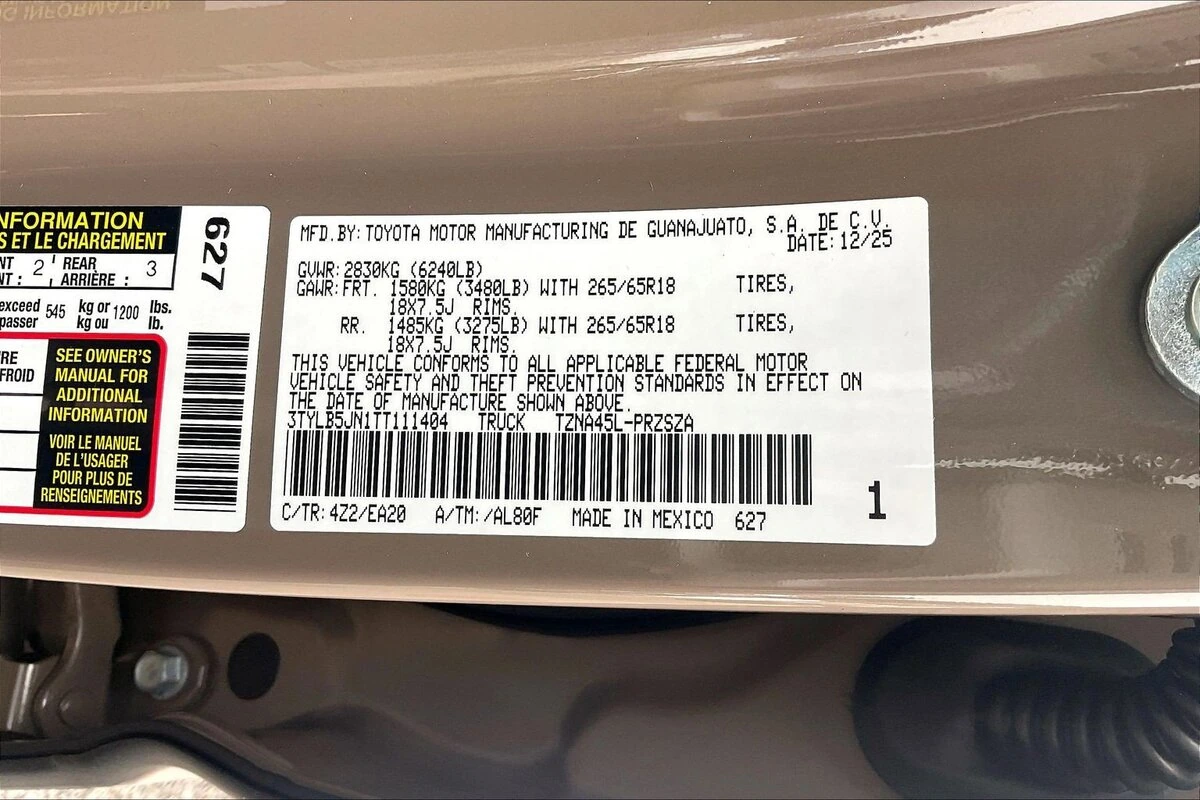 NFORMATION
S ET LE CHARGEMENT
NT : 2 REAR ARRIÈRE : 3
exceed 545 kg or 1200 lbs.
passer kg ou lb.
RE
FROID
SEE OWNER'S
MANUAL FOR
ADDITIONAL
INFORMATION
VOIR LE MANUEL
DE L'USAGER
POUR PLUS DE
RENSEIGNEMENTS
627
MFD.BY: TOYOTA MOTOR MANUFACTURING DE GUANAJUATO, S.A. DE C.V.
DATE: 12/25
GVWR: 2830KG (6240LB)
GAWR: FRT. 1580KG (3480LB) WITH 265/65R18 TIRES,
18X7.5J RIMS.
RR. 1485KG (3275LB) WITH 265/65R18 TIRES,
18X7.5J RIMS.
THIS VEHICLE CONFORMS TO ALL APPLICABLE FEDERAL MOTOR
VEHICLE SAFETY AND THEFT PREVENTION STANDARDS IN EFFECT ON
THE DATE OF MANUFACTURE SHOWN ABOVE.
3TYLB5JN1TT111404 TRUCK TZNA45L-PRZSZA
C/TR: 4Z2/EA20 A/TM: /AL80F MADE IN MEXICO 627
1